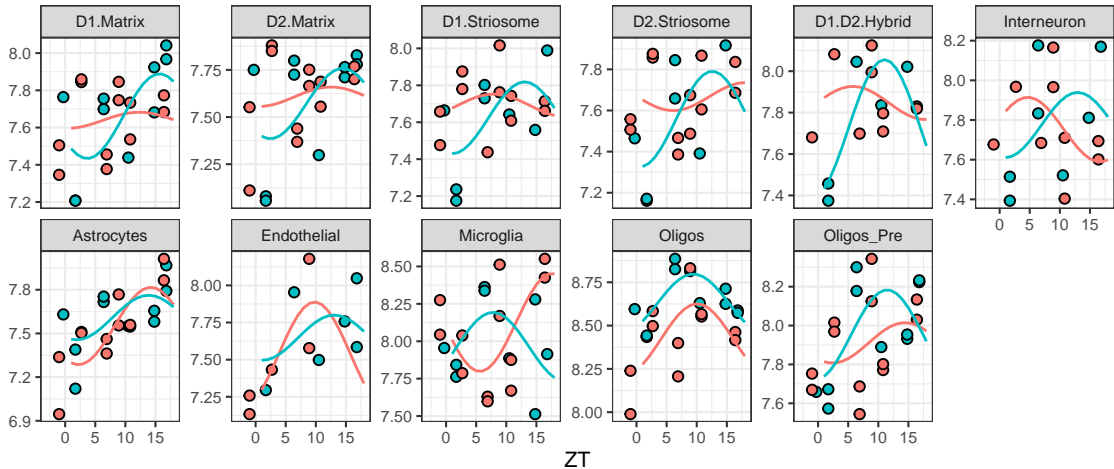 D1.Matrix D2.Matrix D1.Striosome D2.Striosome D1.D2.Hybrid Interneuron
8.0 7.8 7.6 7.4 7.2
7.75 7.50 7.25
8.0 7.8 7.6 7.4 7.2
7.8 7.6 7.4 7.2
8.0 7.8 7.6 7.4
8.2 8.0 7.8 7.6 7.4
0 5 10 15
Astrocytes Endothelial Microglia Oligos Oligos_Pre
7.8 7.5 7.2 6.9
8.00 7.75 7.50 7.25
8.50 8.25 8.00 7.75 7.50
8.75 8.50 8.25 8.00
8.4 8.2 8.0 7.8 7.6
0 5 10 15
0 5 10 15
0 5 10 15
0 5 10 15
0 5 10 15
ZT